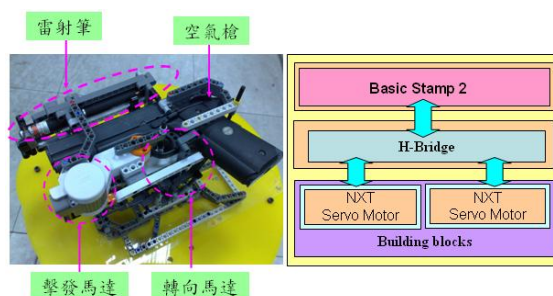 雷射筆
空氣槍
擊發馬達
轉向馬達
Basic Stamp 2
H-Bridge
NXT
Servo Motor
NXT
Servo Motor
Building blocks